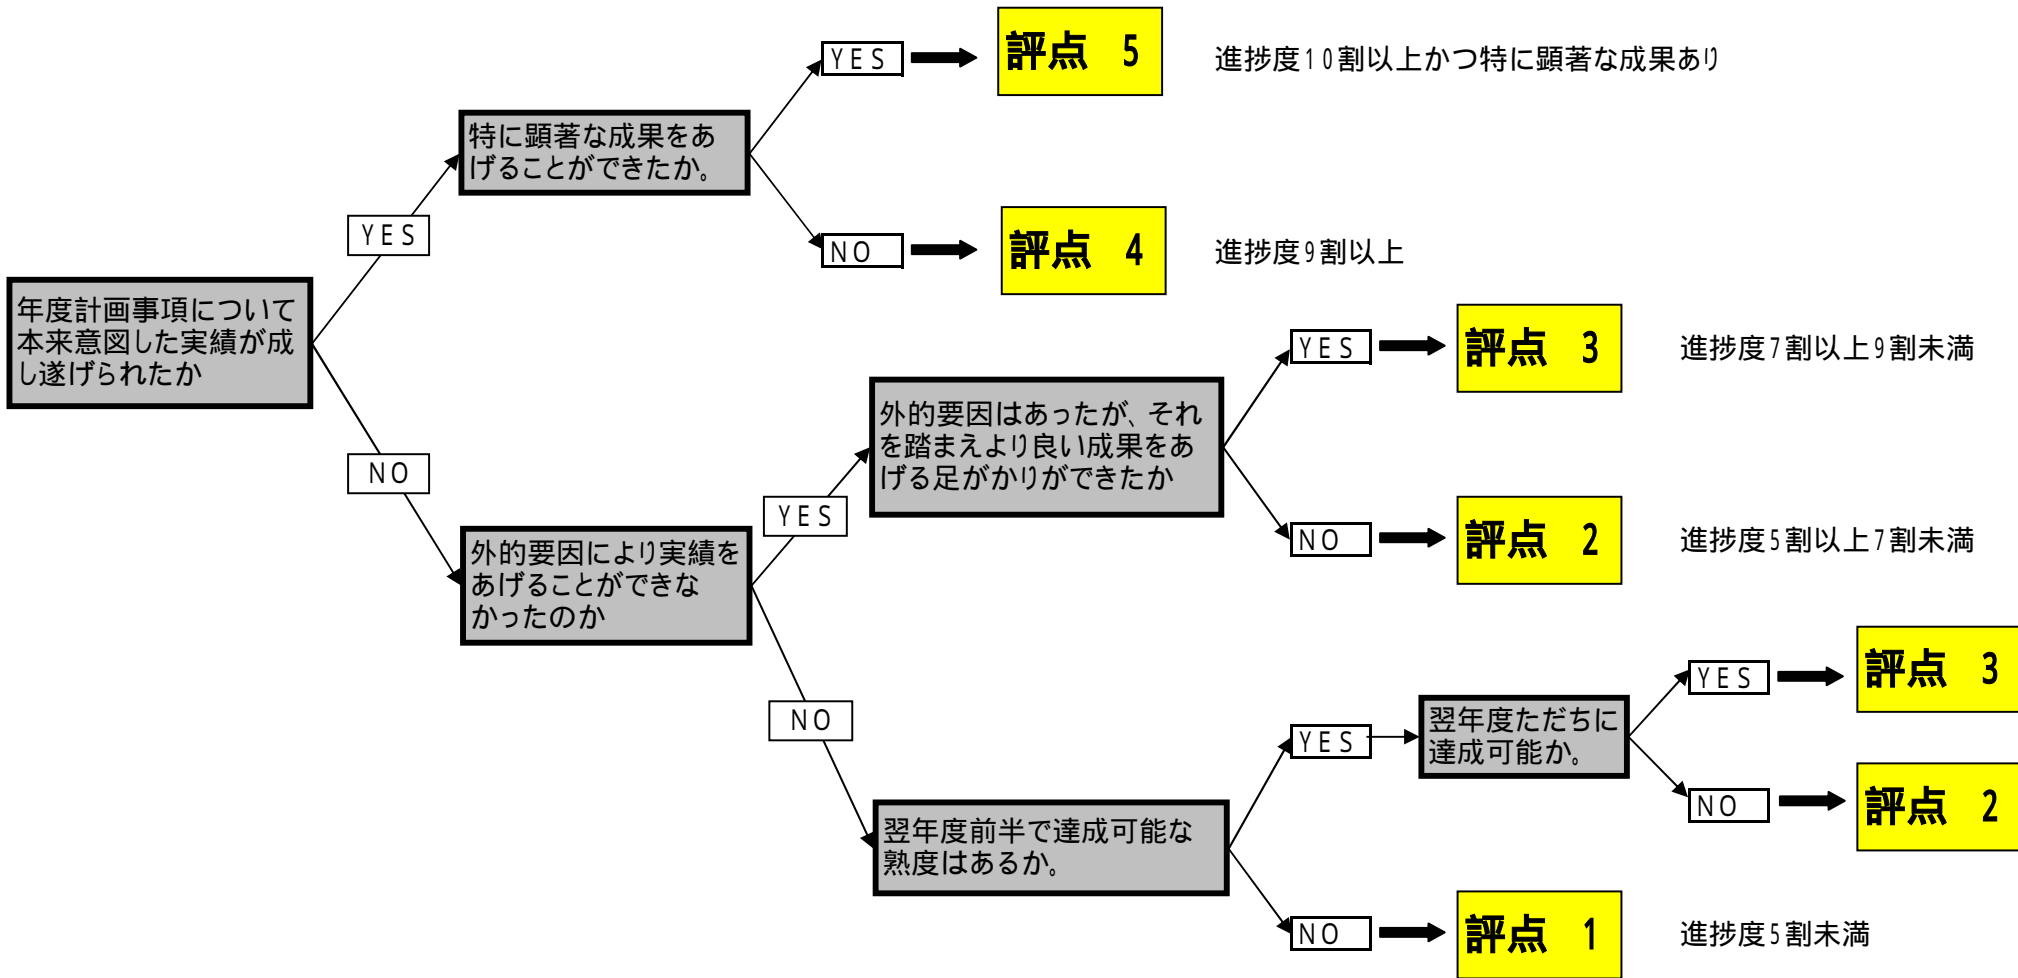 YES
評点 5
進捗度10割以上かつ特に顕著な成果あり
特に顕著な成果をあ
げることができたか。
YES
NO
評点 4
進捗度9割以上
年度計画事項について
本来意図した実績が成
し遂げられたか
YES
評点 3
進捗度7割以上9割未満
外的要因はあったが、それ
を踏まえより良い成果をあ
げる足がかりができたか
NO
YES
NO
評点 2
進捗度5割以上7割未満
外的要因により実績を
あげることができな
かったのか
YES
評点 3
NO
YES
翌年度ただちに
達成可能か。
NO
評点 2
翌年度前半で達成可能な
熟度はあるか。
NO
評点 1
進捗度5割未満